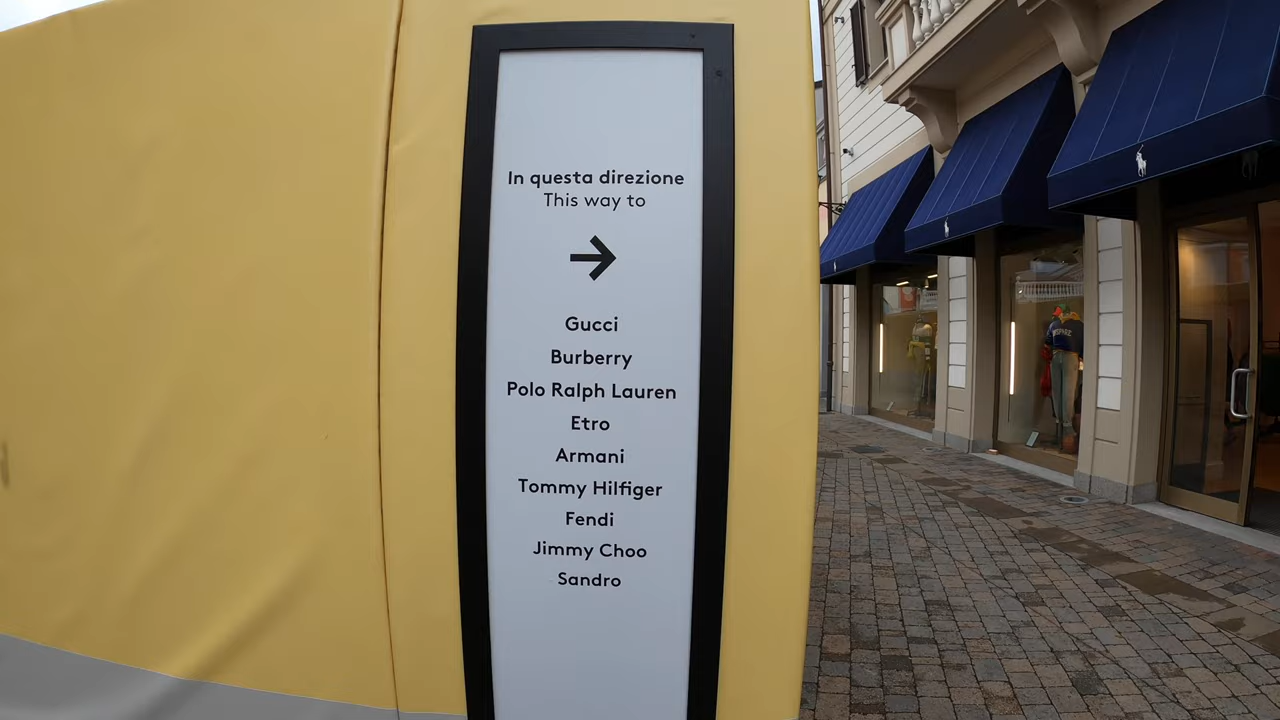 In questa direzione
This way to
Gucci
Burberry
Polo Ralph Lauren
Etro
Armani
Tommy Hilfiger
Fendi
Jimmy Choo
Sandro